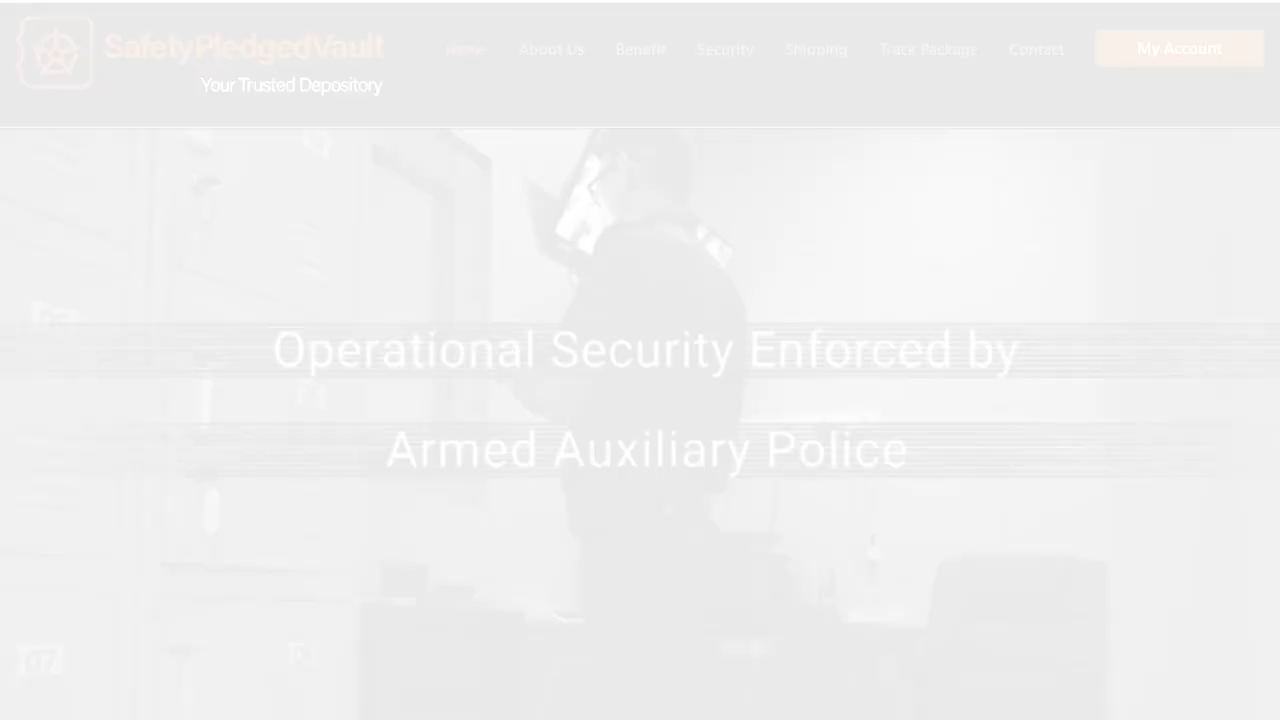 SafetyPledgedVault
Your Trusted Depository
Home About Us Benefit Security Shipping Track Package Contact My Account
Operational Security Enforced by
Armed Auxiliary Police
17